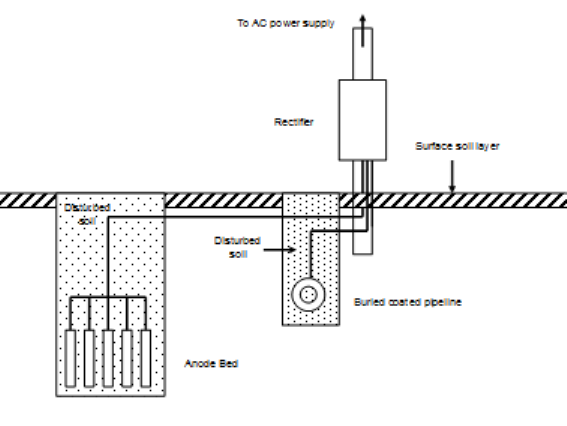 To AC power supply
Rectifier
Surface soil layer
Disturbed
soil
Disturbed
soil
Buried coated pipeline
Anode Bed